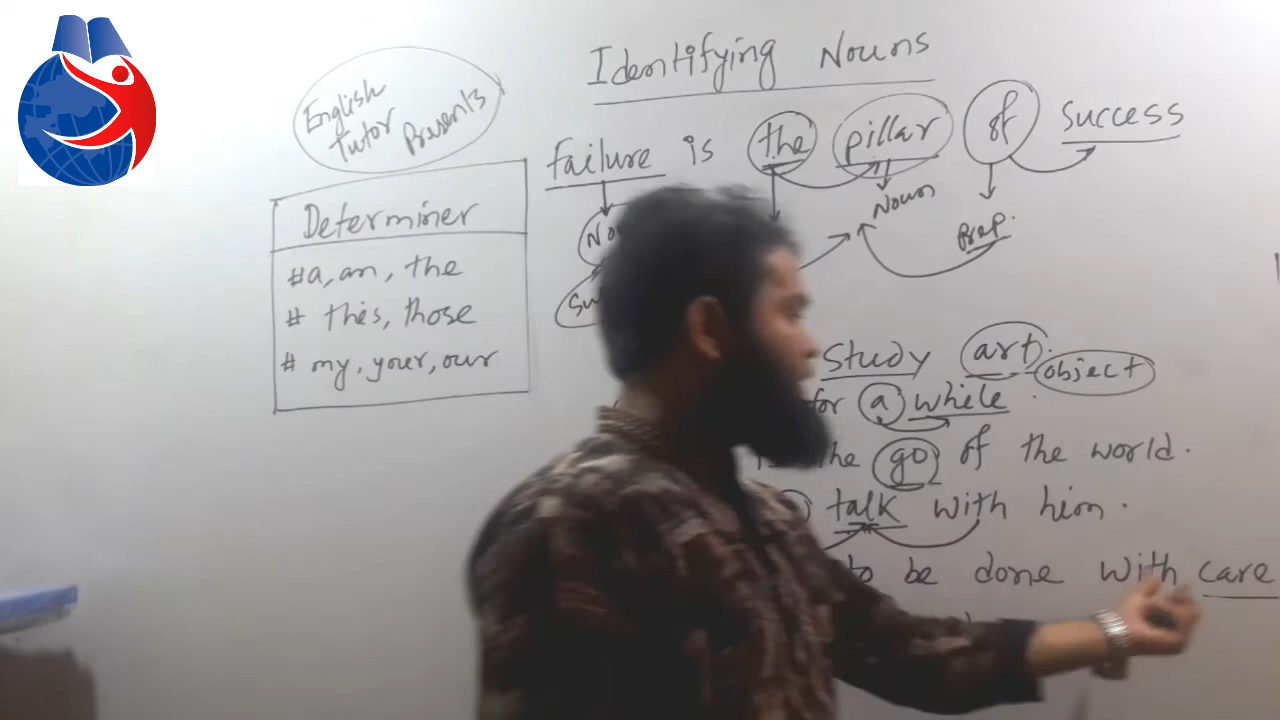 Identifying Nouns
English
Tutor Presents
Failure is the pillar of success
Noun
Prep.
Determiner
#a, an, the
# this, those
# my, your, our
study art.
object
for a while.
the go of the world.
talk with him.
to be done with care